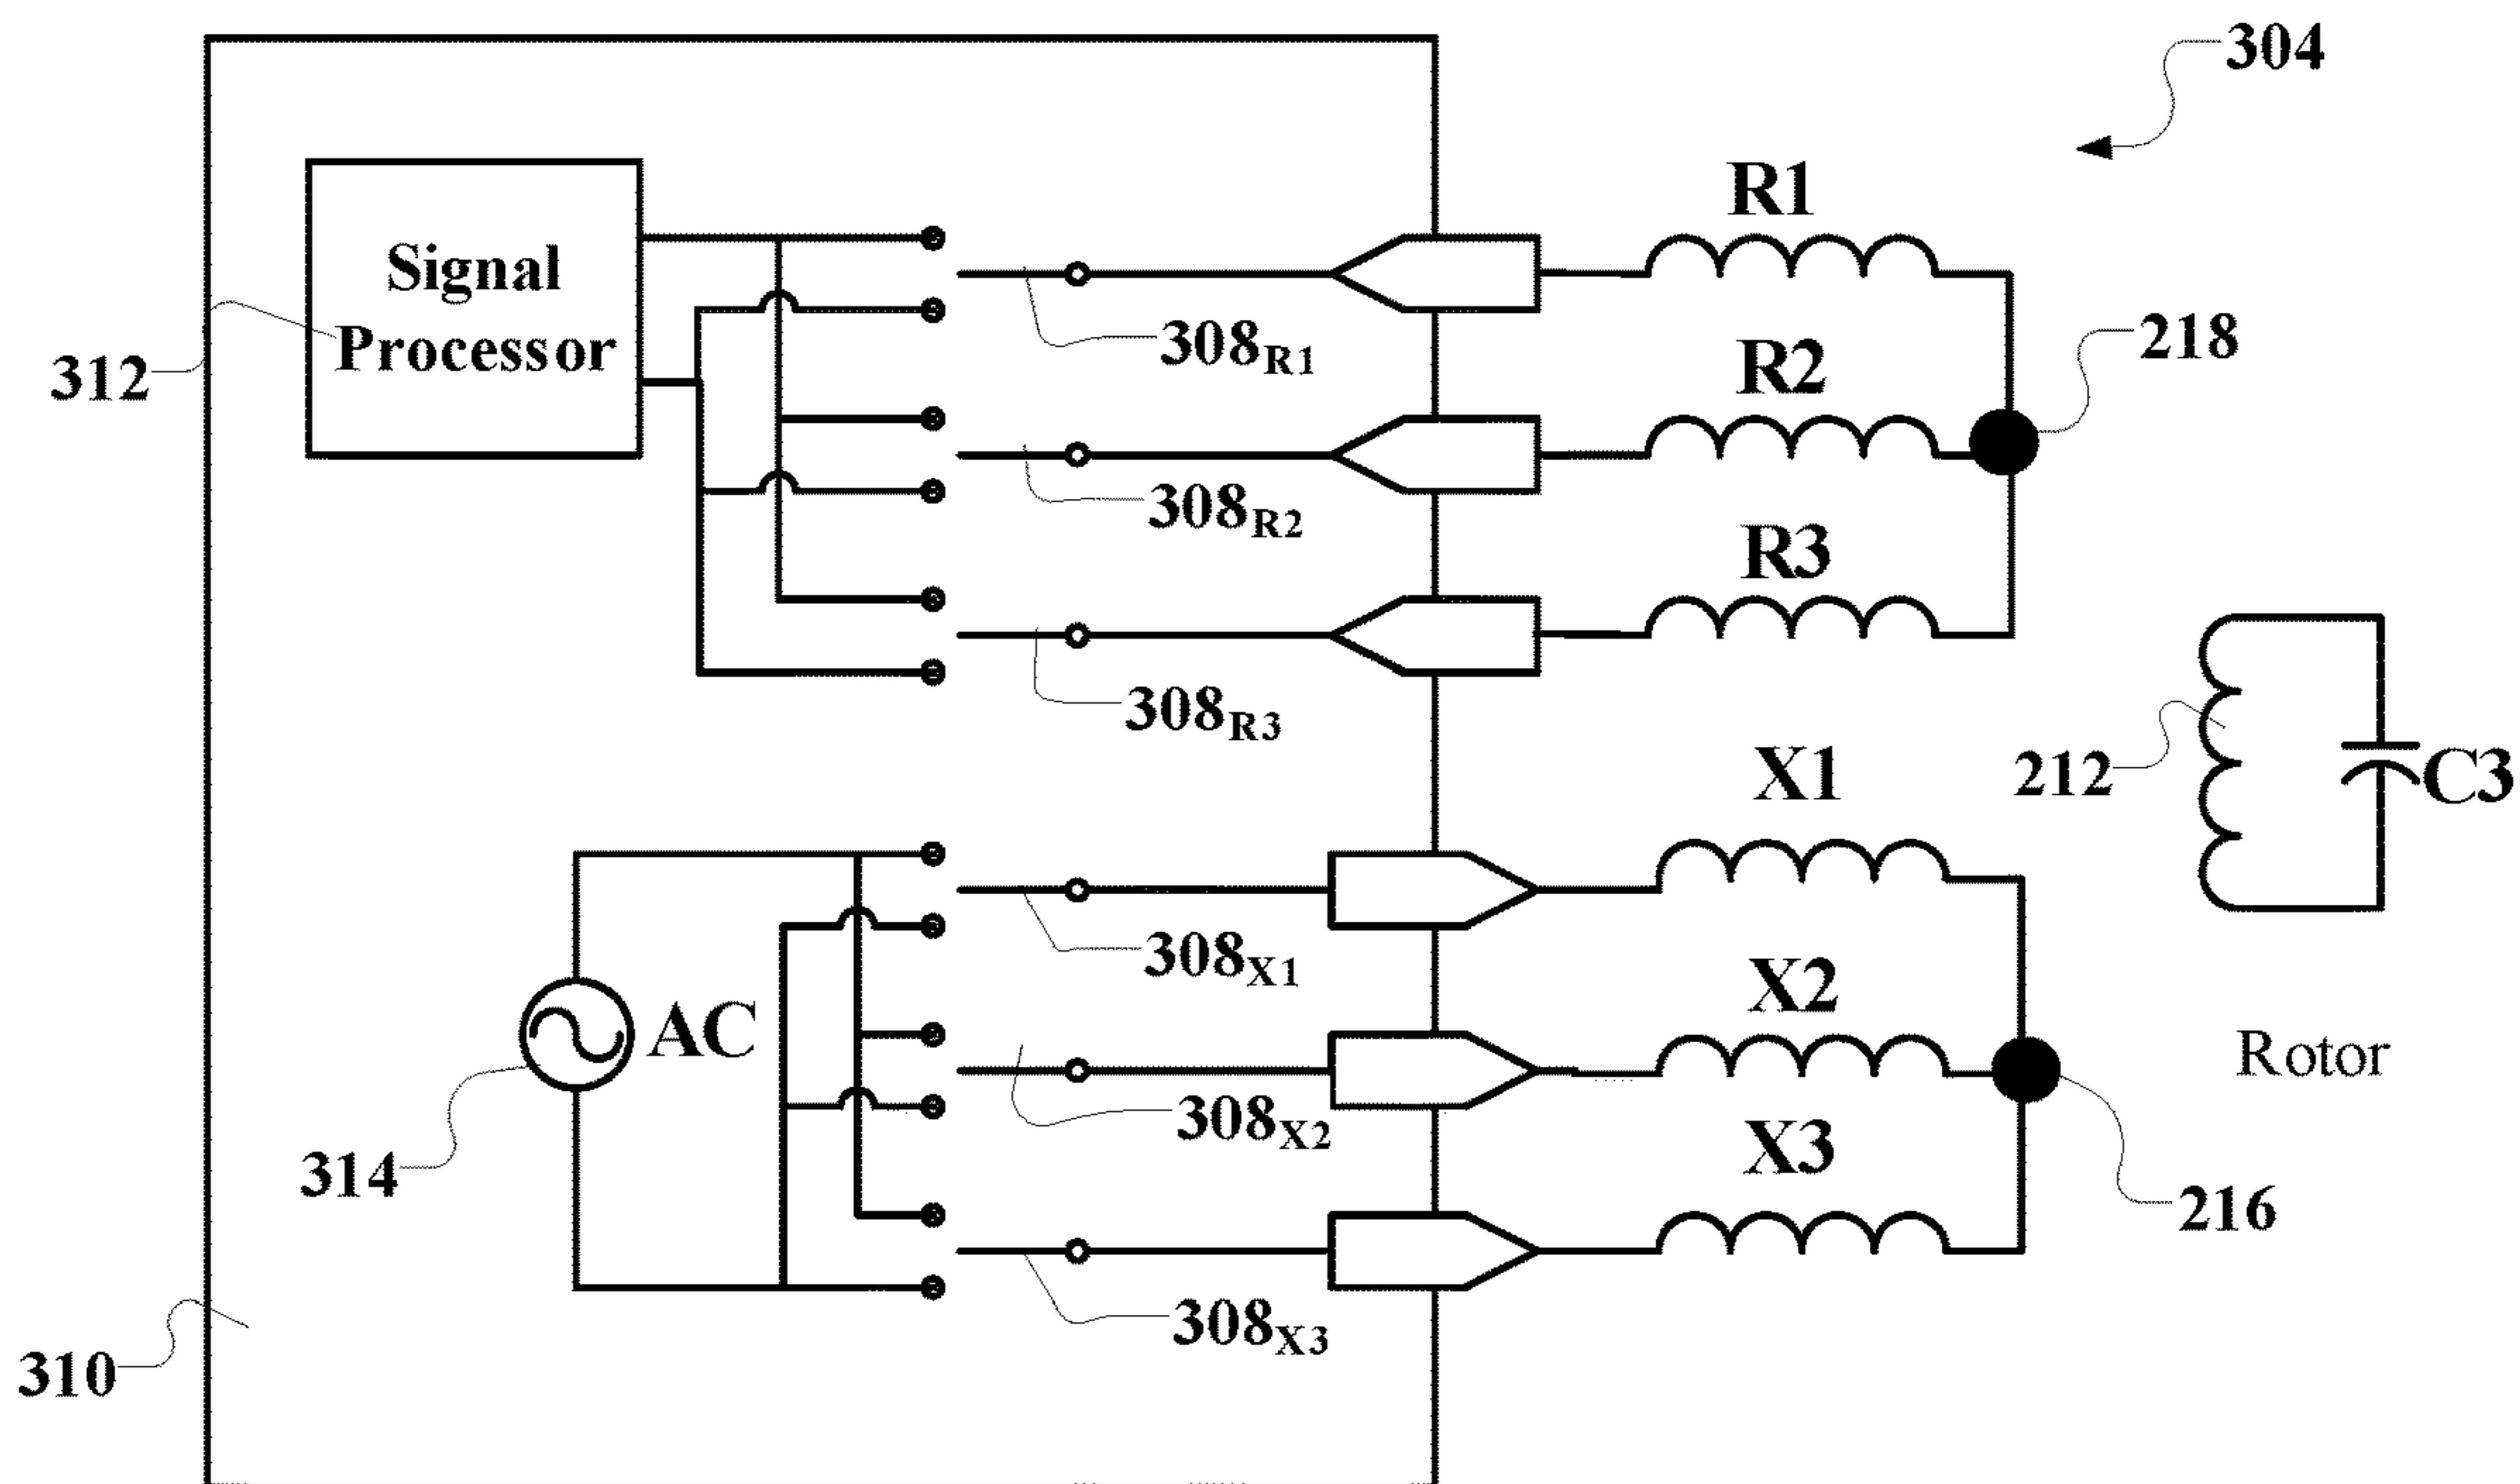 304
R1
Signal
Processor
312
308R1
R2
218
308R2
R3
308R3
X1
212
C3
308X1
X2
AC
Rotor
308X2
X3
314
216
308X3
310